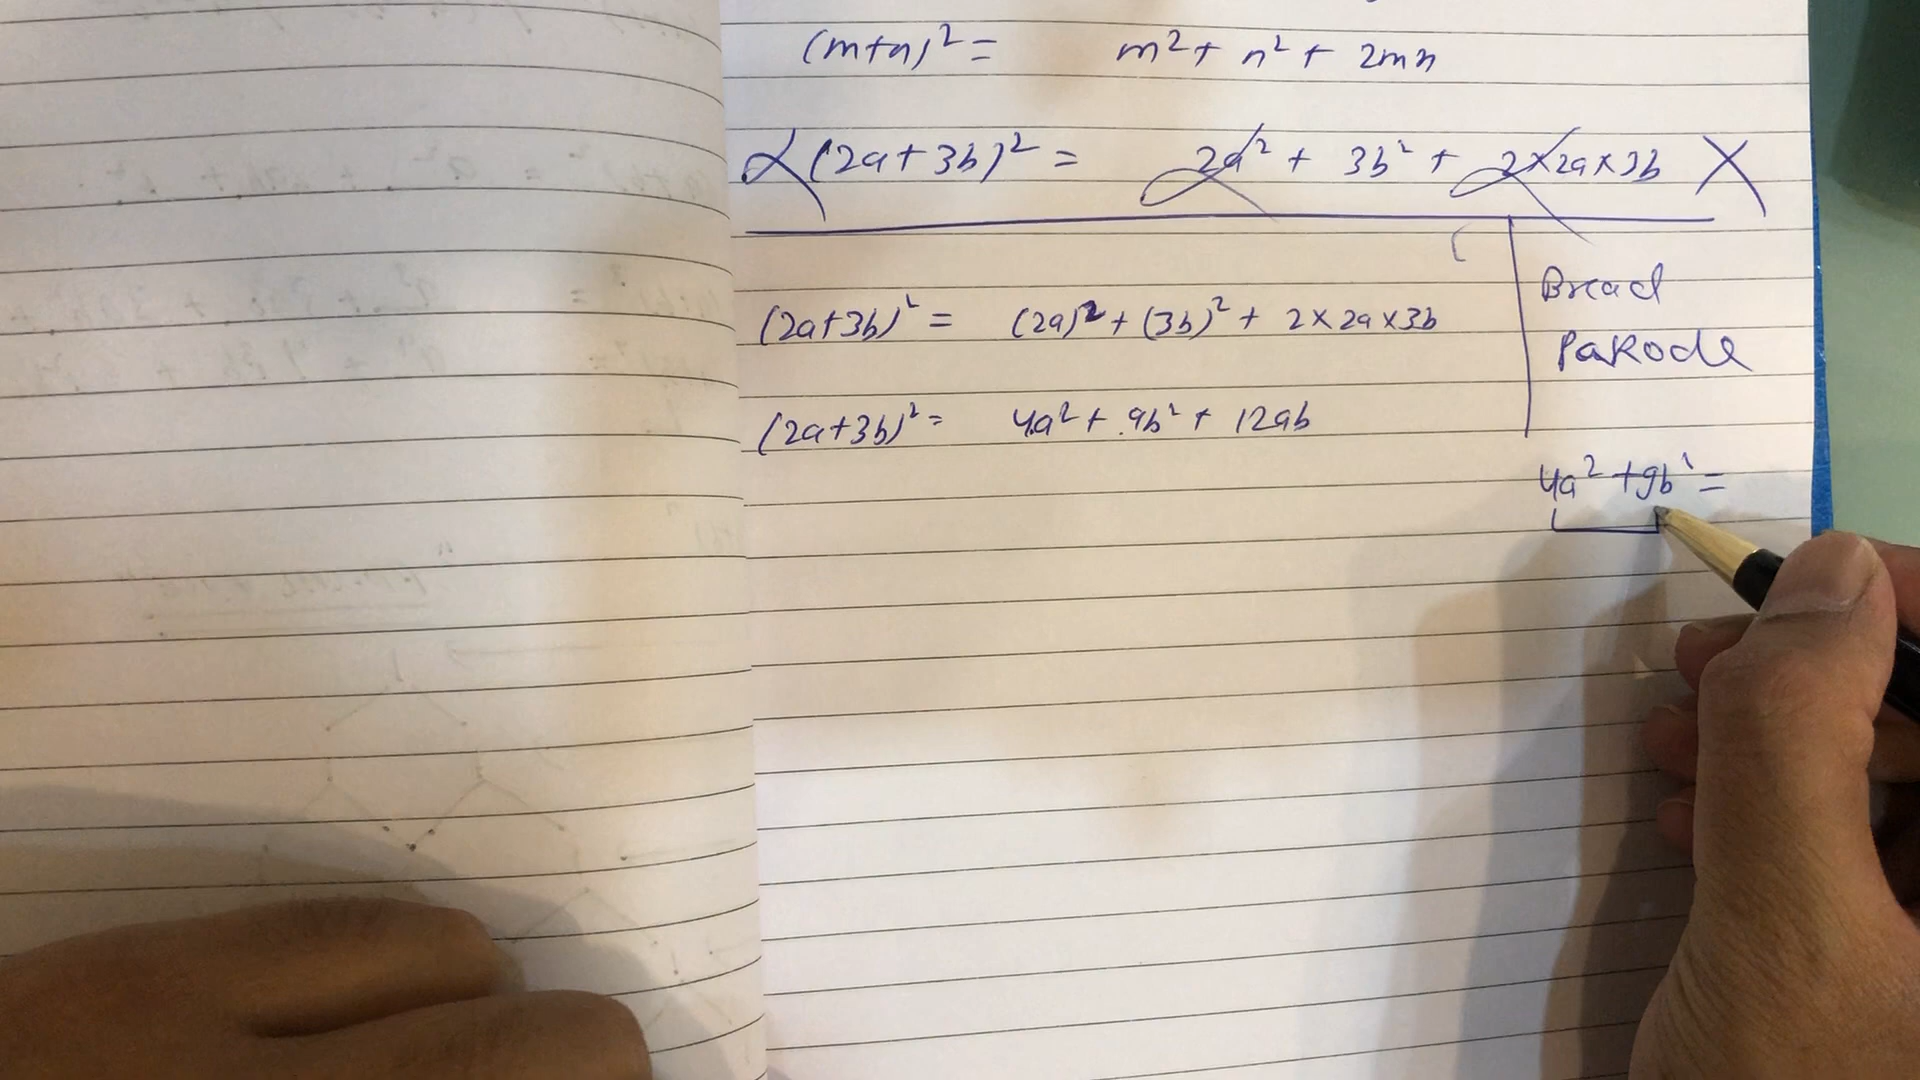 (m+n)² = m² + n² + 2mn
(2a+3b)² = 2a² + 3b² + 2×2a×3b ×
(2a+3b)² = (2a)² + (3b)² + 2×2a×3b
Bread
Pakode
(2a+3b)² = 4a² + 9b² + 12ab
4a² + 9b² =